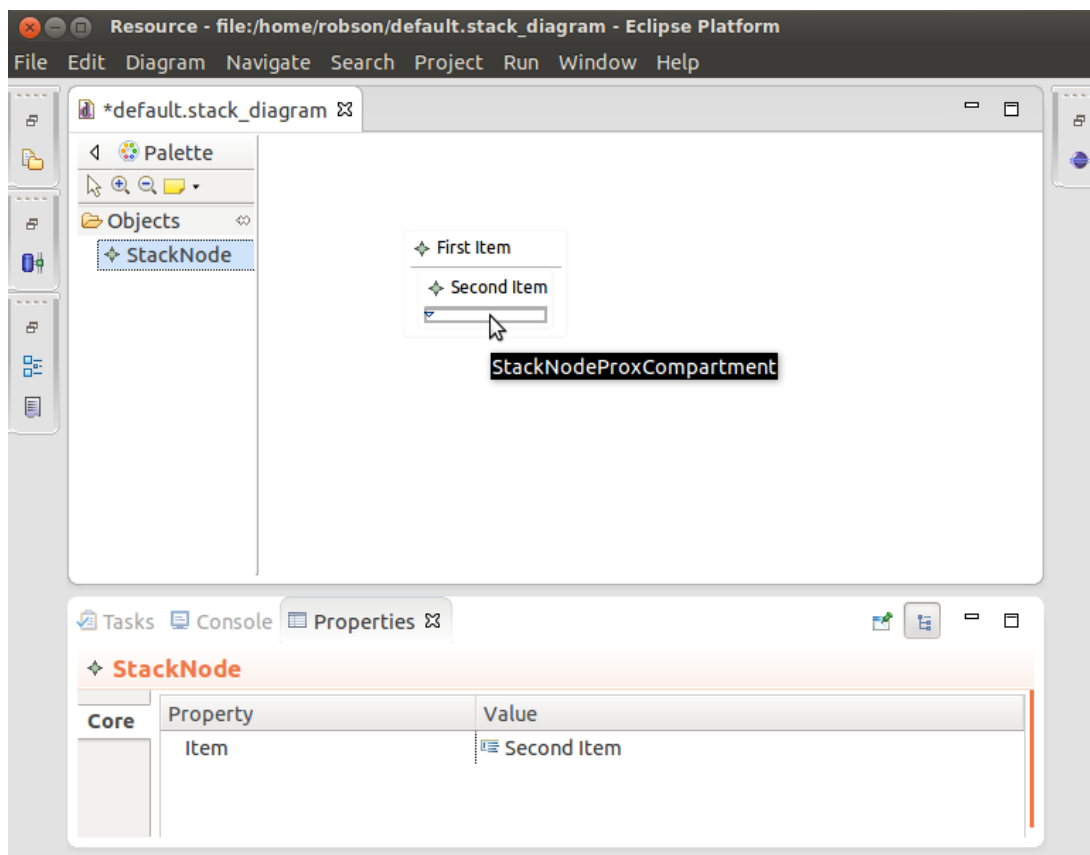 Resource - file:/home/robson/default.stack_diagram - Eclipse Platform
File Edit Diagram Navigate Search Project Run Window Help
*default.stack_diagram
Palette
Objects
StackNode
First Item
Second Item
StackNodeProxCompartment
Tasks Console Properties
StackNode
Core
Property Value
Item Second Item